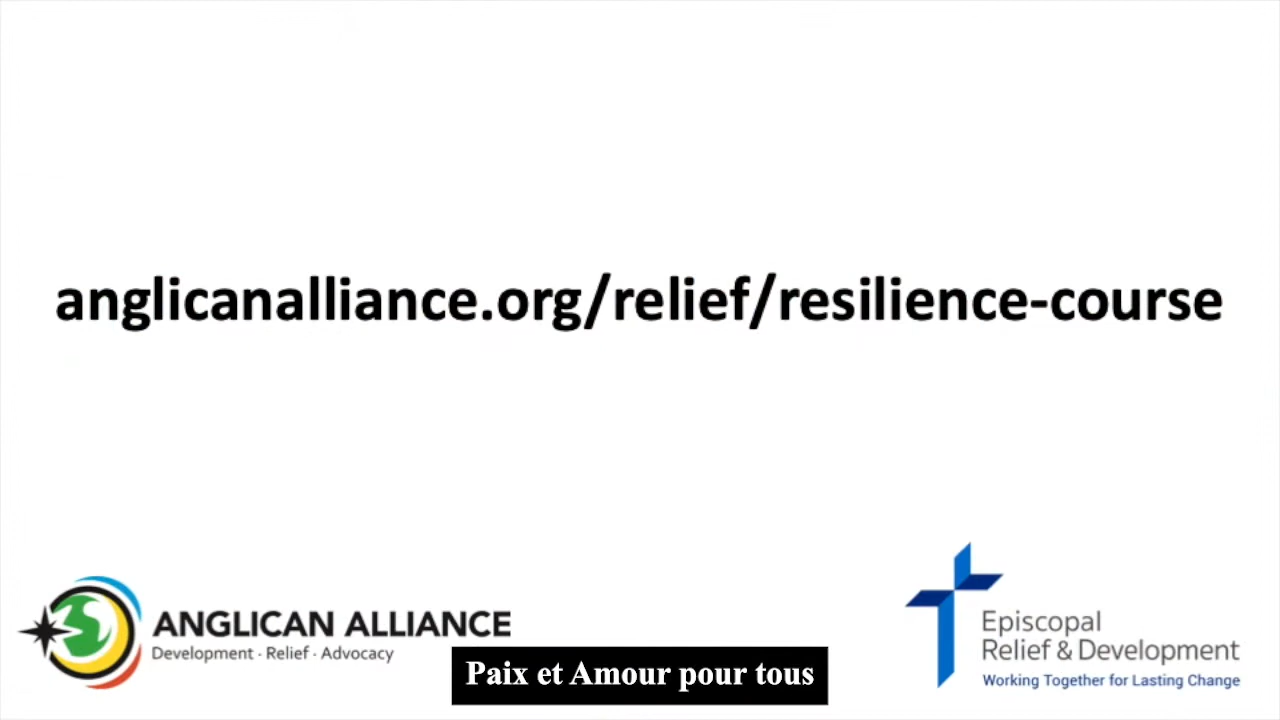 anglicanalliance.org/relief/resilience-course
ANGLICAN ALLIANCE
Development · Relief · Advocacy
Episcopal
Relief & Development
Working Together for Lasting Change
Paix et Amour pour tous